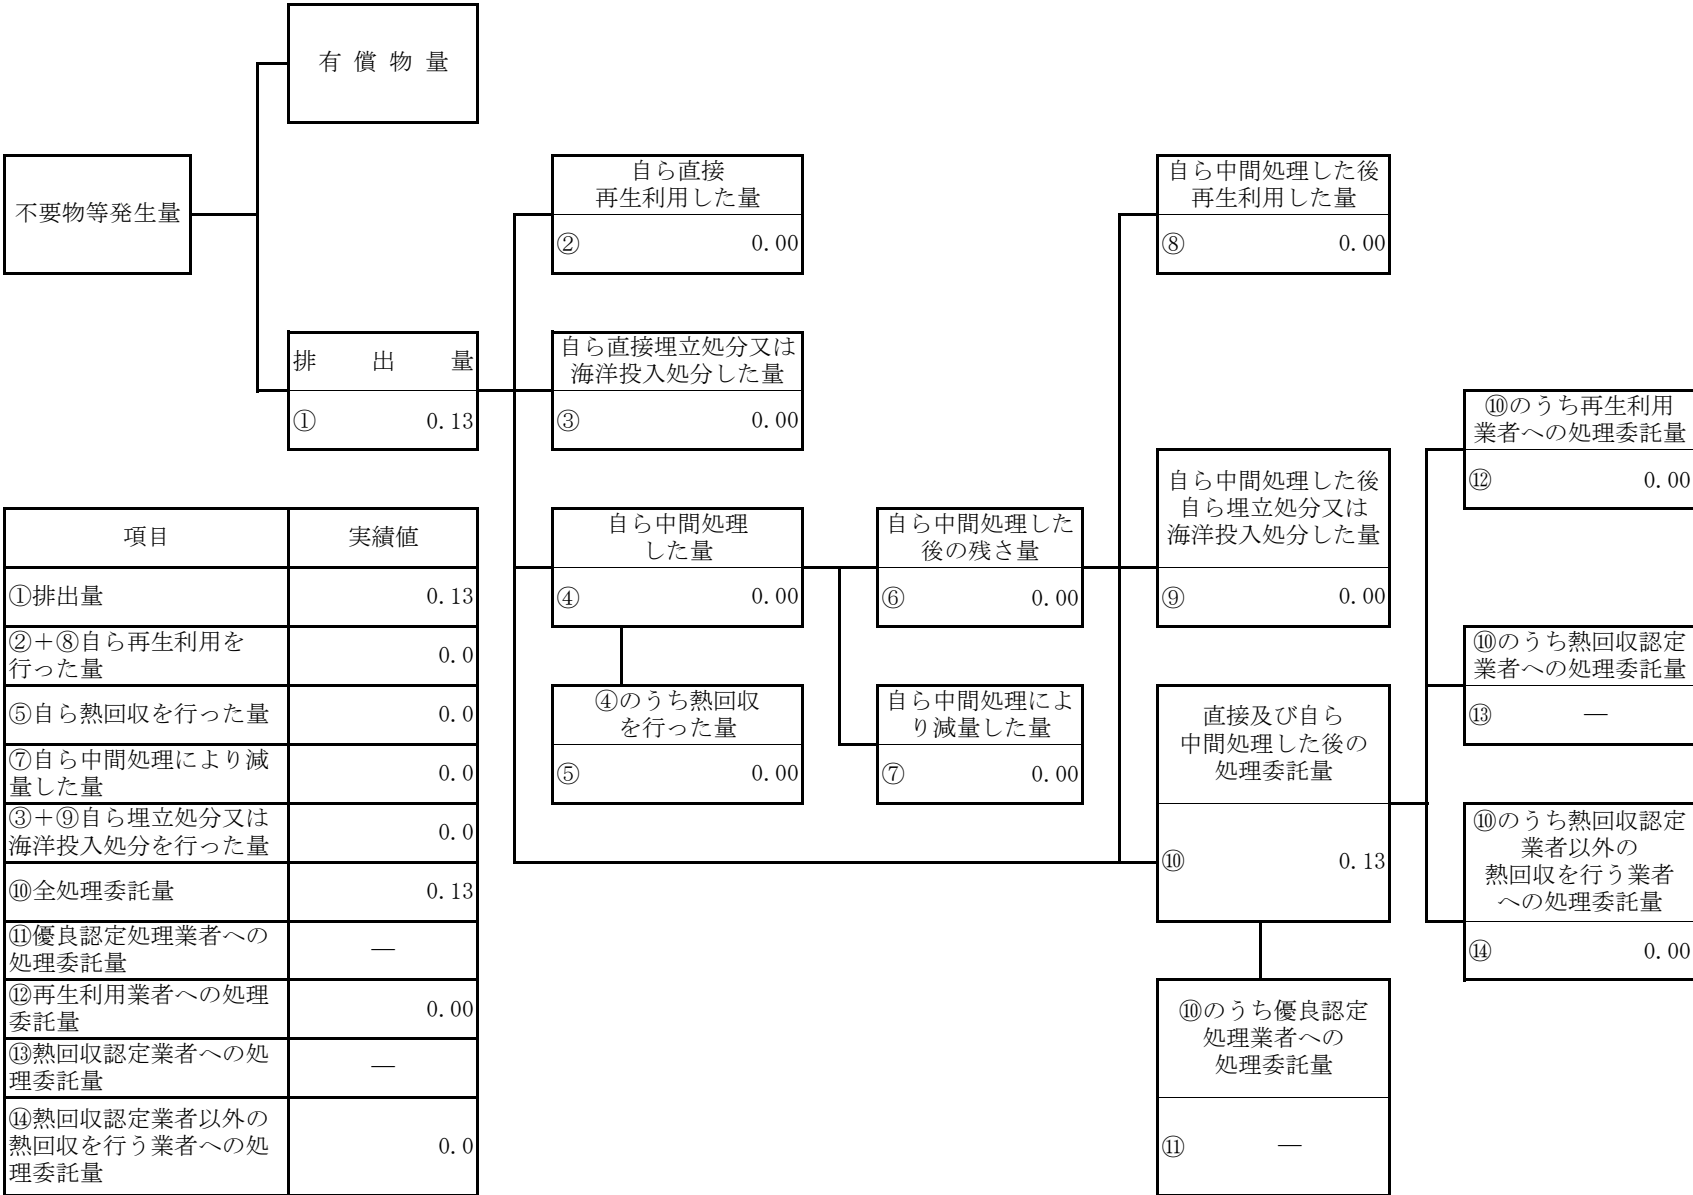 有 償 物 量
不要物等発生量
自ら直接
再生利用した量
② 0.00
自ら中間処理した後
再生利用した量
⑧ 0.00
排 出 量
① 0.13
自ら直接埋立処分又は
海洋投入処分した量
③ 0.00
⑩のうち再生利用
業者への処理委託量
⑫ 0.00
自ら中間処理した後
自ら埋立処分又は
海洋投入処分した量
⑨ 0.00
自ら中間処理
した量
④ 0.00
自ら中間処理した
後の残さ量
⑥ 0.00
⑩のうち熱回収認定
業者への処理委託量
⑬ ―
④のうち熱回収
を行った量
⑤ 0.00
自ら中間処理によ
り減量した量
⑦ 0.00
直接及び自ら
中間処理した後の
処理委託量
⑩ 0.13
⑩のうち熱回収認定
業者以外の
熱回収を行う業者
への処理委託量
⑭ 0.00
⑩のうち優良認定
処理業者への
処理委託量
⑪ ―
項目 実績値
①排出量 0.13
②＋⑧自ら再生利用を
行った量 0.0
⑤自ら熱回収を行った量 0.0
⑦自ら中間処理により減
量した量 0.0
③＋⑨自ら埋立処分又は
海洋投入処分を行った量 0.0
⑩全処理委託量 0.13
⑪優良認定処理業者への
処理委託量 ―
⑫再生利用業者への処理
委託量 0.00
⑬熱回収認定業者への処
理委託量 ―
⑭熱回収認定業者以外の
熱回収を行う業者への処
理委託量 0.0